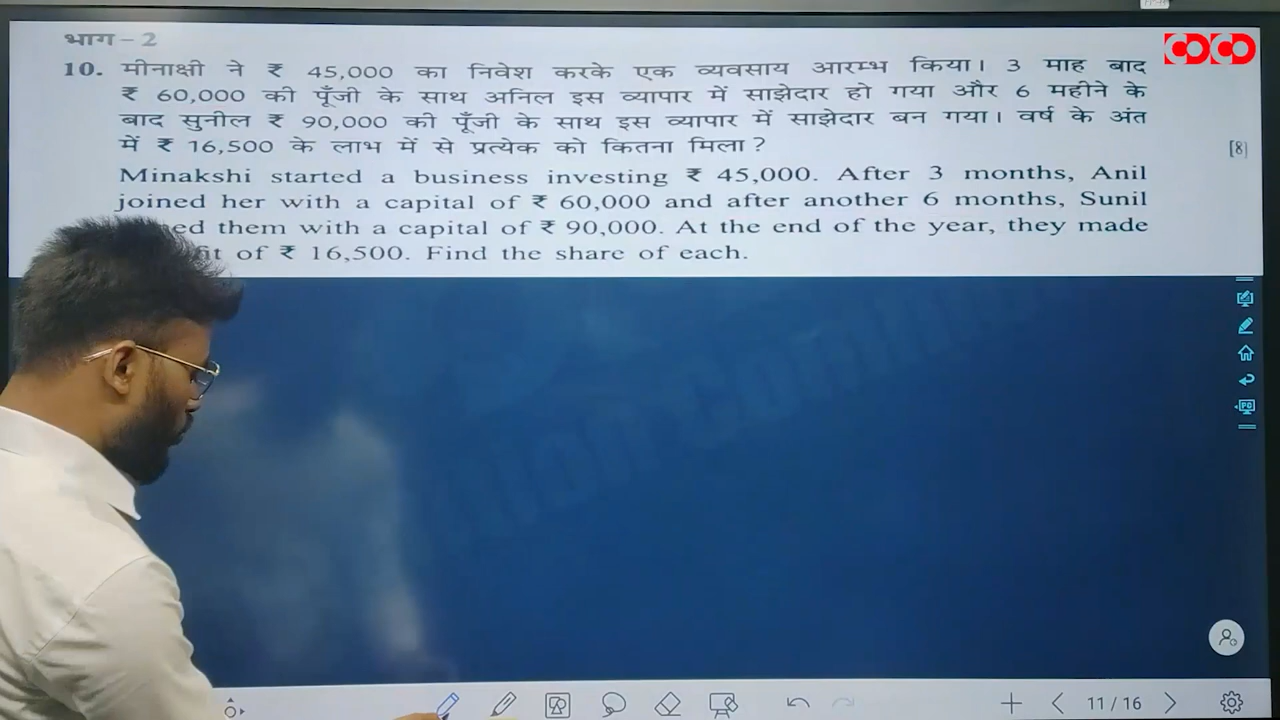 भाग – 2
10. मीनाक्षी ने ₹ 45,000 का निवेश करके एक व्यवसाय आरम्भ किया। 3 माह बाद
₹ 60,000 की पूँजी के साथ अनिल इस व्यापार में साझेदार हो गया और 6 महीने के
बाद सुनील ₹ 90,000 की पूँजी के साथ इस व्यापार में साझेदार बन गया। वर्ष के अंत
में ₹ 16,500 के लाभ में से प्रत्येक को कितना मिला ?
[8]
Minakshi started a business investing ₹ 45,000. After 3 months, Anil
joined her with a capital of ₹ 60,000 and after another 6 months, Sunil
them with a capital of ₹ 90,000. At the end of the year, they made
of ₹ 16,500. Find the share of each.
COCO
11 / 16